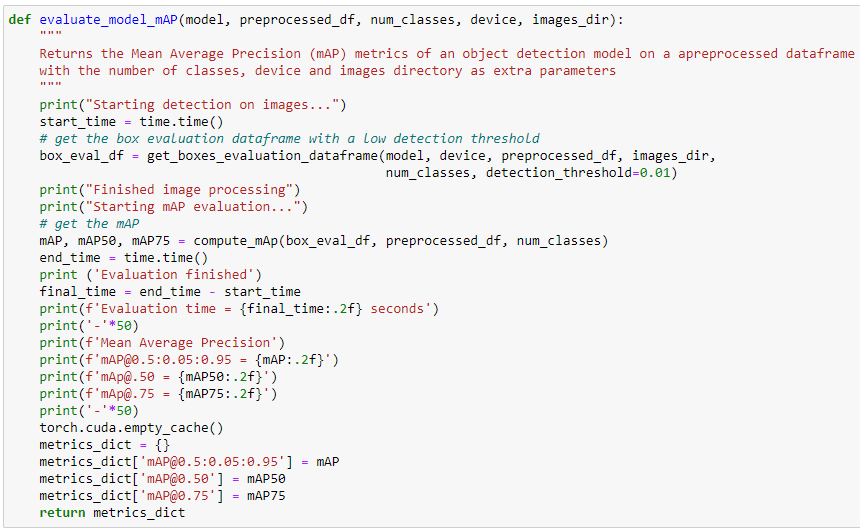 def evaluate_model_mAP(model, preprocessed_df, num_classes, device, images_dir):
    """
    Returns the Mean Average Precision (mAP) metrics of an object detection model on a apreprocessed dataframe
    with the number of classes, device and images directory as extra parameters
    """
    print("Starting detection on images...")
    start_time = time.time()
    # get the box evaluation dataframe with a low detection threshold
    box_eval_df = get_boxes_evaluation_dataframe(model, device, preprocessed_df, images_dir,
                                                 num_classes, detection_threshold=0.01)
    print("Finished image processing")
    print("Starting mAP evaluation...")
    # get the mAP
    mAP, mAP50, mAP75 = compute_mAp(box_eval_df, preprocessed_df, num_classes)
    end_time = time.time()
    print ('Evaluation finished')
    final_time = end_time - start_time
    print(f'Evaluation time = {final_time:.2f} seconds')
    print('-'*50)
    print(f'Mean Average Precision')
    print(f'mAP@0.5:0.05:0.95 = {mAP:.2f}')
    print(f'mAp@.50 = {mAP50:.2f}')
    print(f'mAp@.75 = {mAP75:.2f}')
    print('-'*50)
    torch.cuda.empty_cache()
    metrics_dict = {}
    metrics_dict['mAP@0.5:0.05:0.95'] = mAP
    metrics_dict['mAP@0.50'] = mAP50
    metrics_dict['mAP@0.75'] = mAP75
    return metrics_dict